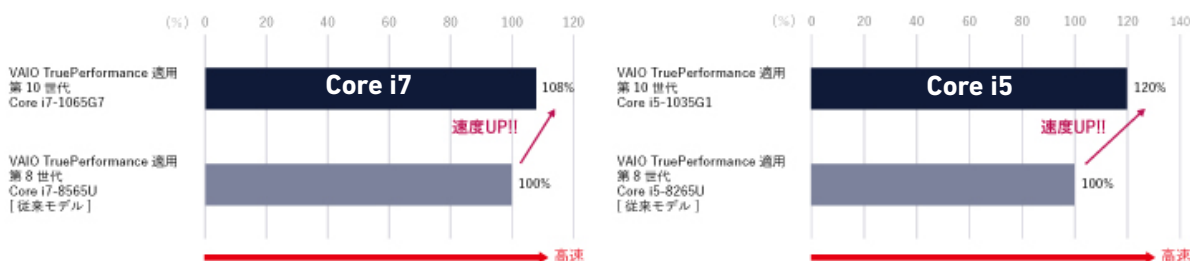 (%) 0 20 40 60 80 100 120
VAIO TruePerformance 適用
第 10 世代
Core i7-1065G7
Core i7
108%
速度UP!!
VAIO TruePerformance 適用
第 8 世代
Core i7-8565U
[ 従来モデル ]
100%
高速
(%) 0 20 40 60 80 100 120 140
VAIO TruePerformance 適用
第 10 世代
Core i5-1035G1
Core i5
120%
速度UP!!
VAIO TruePerformance 適用
第 8 世代
Core i5-8265U
[ 従来モデル ]
100%
高速